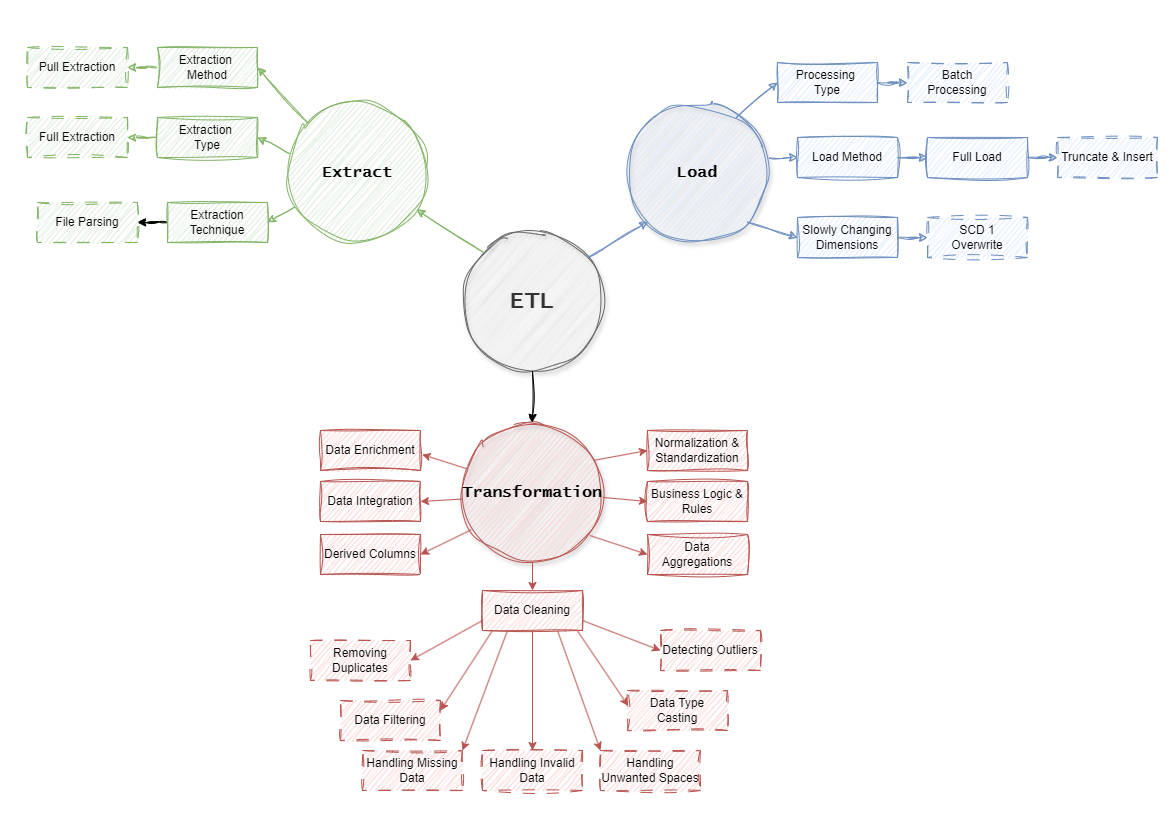 Pull Extraction
Extraction
Method
Full Extraction
Extraction
Type
File Parsing
Extraction
Technique
Extract
Load
Processing
Type
Batch
Processing
Load Method
Full Load
Truncate & Insert
Slowly Changing
Dimensions
SCD 1
Overwrite
ETL
Transformation
Data Enrichment
Data Integration
Derived Columns
Normalization &
Standardization
Business Logic &
Rules
Data
Aggregations
Data Cleaning
Removing
Duplicates
Data Filtering
Handling Missing
Data
Handling Invalid
Data
Handling
Unwanted Spaces
Data Type
Casting
Detecting Outliers